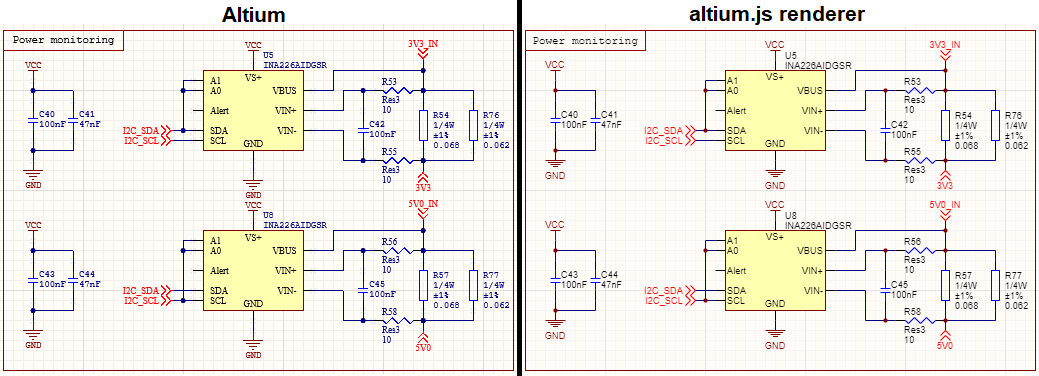 Altium
altium.js renderer
Power monitoring
VCC
U5
INA226AIDGSR
3V3_IN
VCC
C40
100nF
C41
47nF
GND
A1
A0
Alert
SDA
SCL
VS+
VBUS
VIN+
VIN-
GND
I2C_SDA
I2C_SCL
GND
C42
100nF
R53
Res3
10
R55
Res3
10
R54
1/4W
±1%
0.068
R76
1/4W
±1%
0.062
3V3
VCC
U8
INA226AIDGSR
5V0_IN
VCC
C43
100nF
C44
47nF
GND
A1
A0
Alert
SDA
SCL
VS+
VBUS
VIN+
VIN-
GND
I2C_SDA
I2C_SCL
GND
C45
100nF
R56
Res3
10
R58
Res3
10
R57
1/4W
±1%
0.068
R77
1/4W
±1%
0.062
5V0
Power monitoring
VCC
U5
INA226AIDGSR
3V3_IN
VCC
C40
100nF
C41
47nF
GND
A1
A0
Alert
SDA
SCL
VS+
VBUS
VIN+
VIN-
GND
I2C_SDA
I2C_SCL
GND
C42
100nF
R53
Res3
10
R55
Res3
10
R54
1/4W
±1%
0.068
R76
1/4W
±1%
0.062
3V3
VCC
U8
INA226AIDGSR
5V0_IN
VCC
C43
100nF
C44
47nF
GND
A1
A0
Alert
SDA
SCL
VS+
VBUS
VIN+
VIN-
GND
I2C_SDA
I2C_SCL
GND
C45
100nF
R56
Res3
10
R58
Res3
10
R57
1/4W
±1%
0.068
R77
1/4W
±1%
0.062
5V0